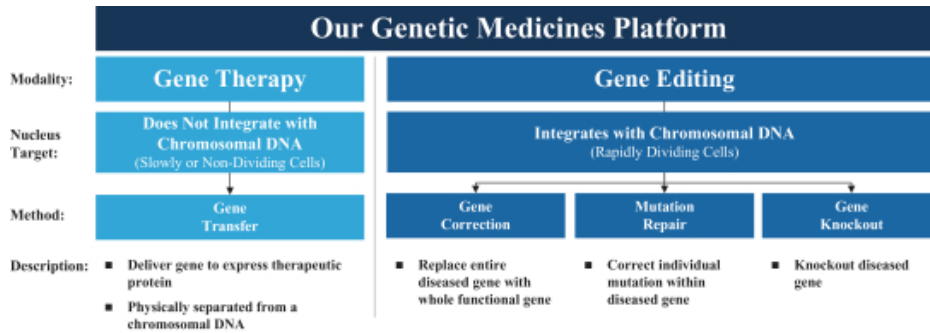 Our Genetic Medicines Platform
Modality:
Gene Therapy
Gene Editing
Nucleus
Target:
Does Not Integrate with
Chromosomal DNA
(Slowly or Non-Dividing Cells)
Integrates with Chromosomal DNA
(Rapidly Dividing Cells)
Method:
Gene
Transfer
Gene
Correction
Mutation
Repair
Gene
Knockout
Description:
■ Deliver gene to express therapeutic
protein
■ Physically separated from a
chromosomal DNA
■ Replace entire
diseased gene with
whole functional gene
■ Correct individual
mutation within
diseased gene
■ Knockout diseased
gene